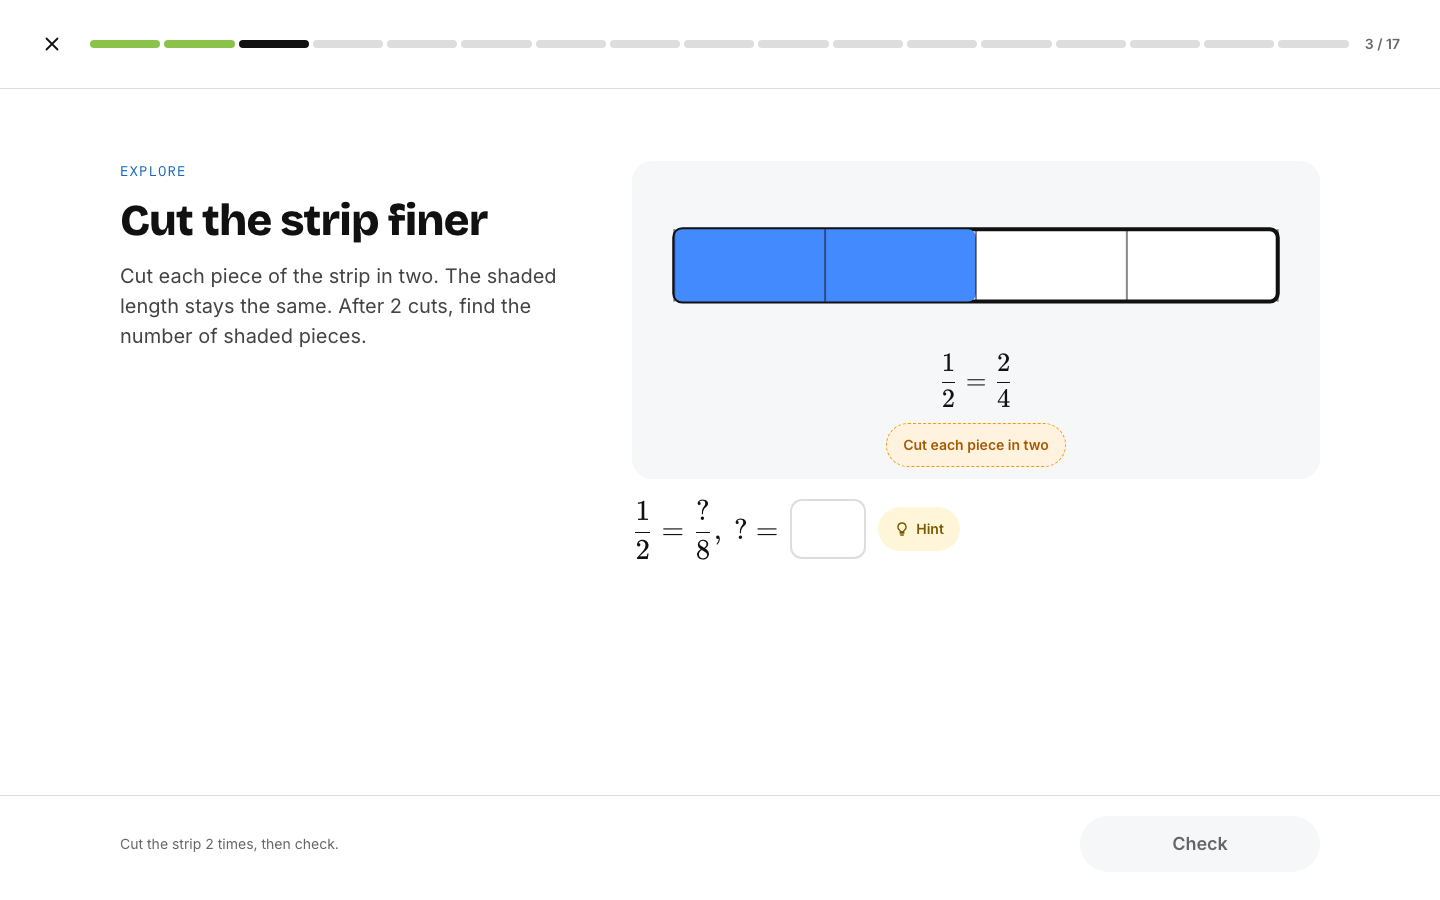 3 / 17
EXPLORE
Cut the strip finer
Cut each piece of the strip in two. The shaded
length stays the same. After 2 cuts, find the
number of shaded pieces.
1/2 = 2/4
Cut each piece in two
1/2 = ?/8, ? =
Hint
Cut the strip 2 times, then check.
Check